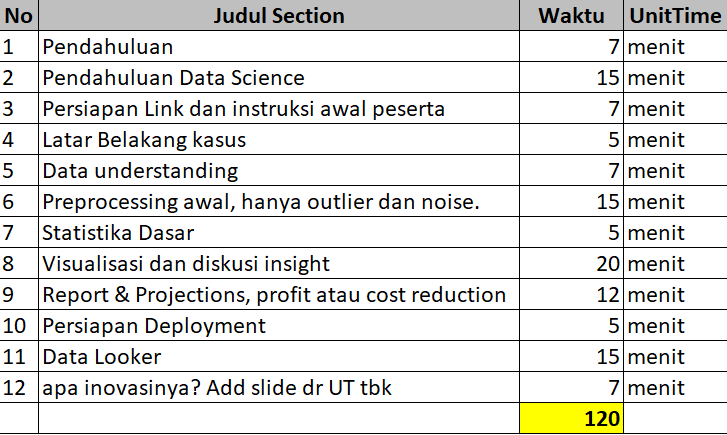 No Judul Section Waktu UnitTime
1 Pendahuluan 7 menit
2 Pendahuluan Data Science 15 menit
3 Persiapan Link dan instruksi awal peserta 7 menit
4 Latar Belakang kasus 5 menit
5 Data understanding 7 menit
6 Preprocessing awal, hanya outlier dan noise. 15 menit
7 Statistika Dasar 5 menit
8 Visualisasi dan diskusi insight 20 menit
9 Report & Projections, profit atau cost reduction 12 menit
10 Persiapan Deployment 5 menit
11 Data Looker 15 menit
12 apa inovasinya? Add slide dr UT tbk 7 menit
120